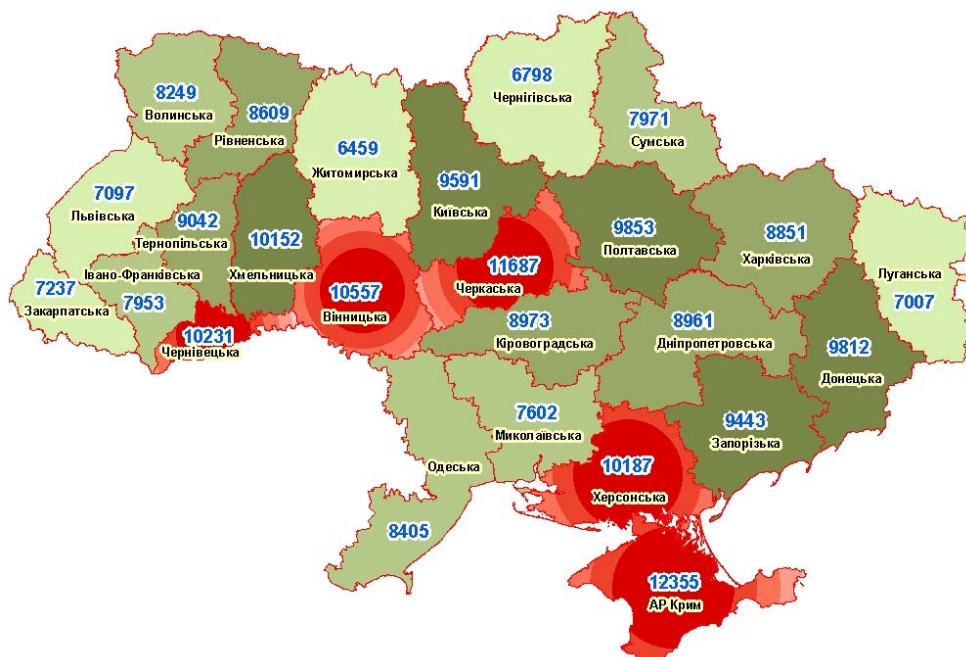 6798
Чернігівська
8249
Волинська
8609
Рівненська
7971
Сумська
6459
Житомирська
9591
Київська
7097
Львівська
9042
Тернопільська
10152
Хмельницька
9853
Полтавська
8851
Харківська
Луганська
7007
7237
Закарпатська
Івано-Франківська
7953
10557
Вінницька
11687
Черкаська
10231
Чернівецька
8973
Кіровоградська
8961
Дніпропетровська
9812
Донецька
7602
Миколаївська
9443
Запорізька
Одеська
8405
10187
Херсонська
12355
АР Крим